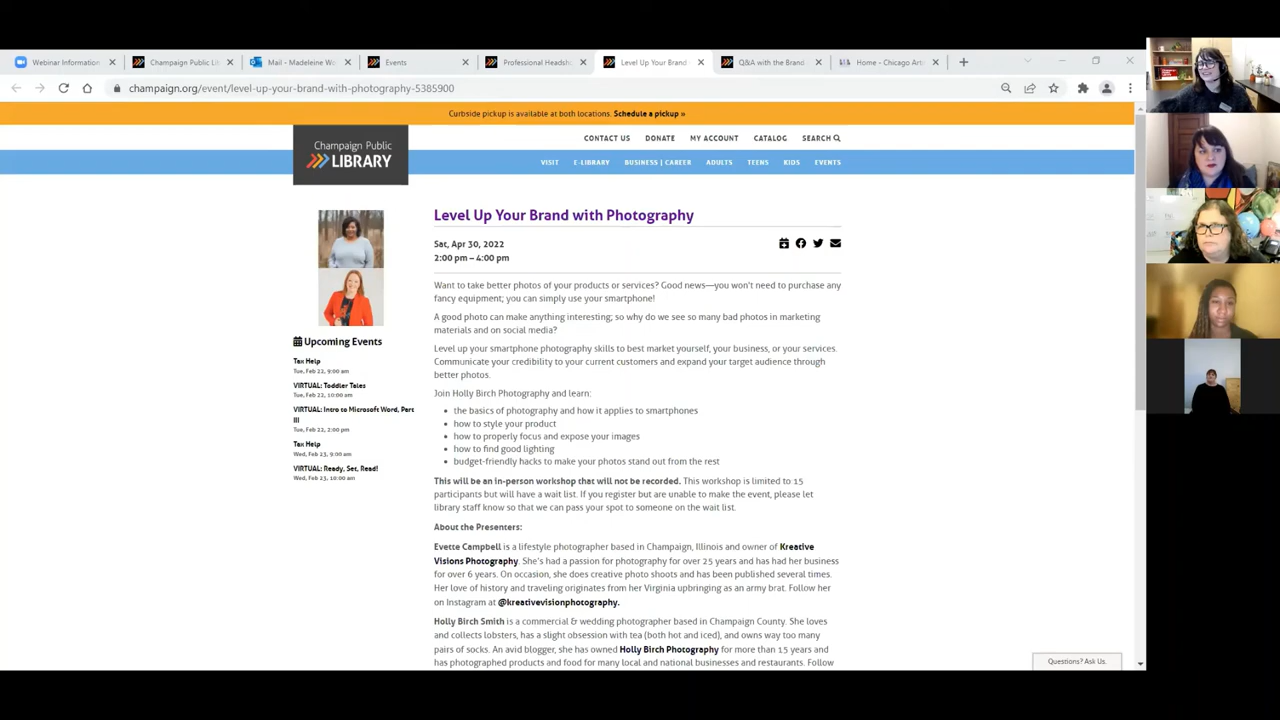 Webinar Information
Champaign Public Li
Mail - Madeleine Wo
Events
Professional Headsh
Level Up Your Brand
Q&A with the Brand
Home - Chicago Art
champaign.org/event/level-up-your-brand-with-photography-5385900
Curbside pickup is available at both locations. Schedule a pickup »
CONTACT US DONATE MY ACCOUNT CATALOG SEARCH
Champaign Public
LIBRARY
VISIT E-LIBRARY BUSINESS | CAREER ADULTS TEENS KIDS EVENTS
Level Up Your Brand with Photography
Sat, Apr 30, 2022
2:00 pm – 4:00 pm
Want to take better photos of your products or services? Good news—you won't need to purchase any
fancy equipment; you can simply use your smartphone!
A good photo can make anything interesting; so why do we see so many bad photos in marketing
materials and on social media?
Level up your smartphone photography skills to best market yourself, your business, or your services.
Communicate your credibility to your current customers and expand your target audience through
better photos.
Join Holly Birch Photography and learn:
• the basics of photography and how it applies to smartphones
• how to style your product
• how to properly focus and expose your images
• how to find good lighting
• budget-friendly hacks to make your photos stand out from the rest
This will be an in-person workshop that will not be recorded. This workshop is limited to 15
participants but will have a wait list. If you register but are unable to make the event, please let
library staff know so that we can pass your spot to someone on the wait list.
About the Presenters:
Evette Campbell is a lifestyle photographer based in Champaign, Illinois and owner of Kreative
Visions Photography. She's had a passion for photography for over 25 years and has had her business
for over 6 years. On occasion, she does creative photo shoots and has been published several times.
Her love of history and traveling originates from her Virginia upbringing as an army brat. Follow her
on Instagram at @kreativevisionphotography.
Holly Birch Smith is a commercial & wedding photographer based in Champaign County. She loves
and collects lobsters, has a slight obsession with tea (both hot and iced), and owns way too many
pairs of socks. An avid blogger, she has owned Holly Birch Photography for more than 15 years and
has photographed products and food for many local and national businesses and restaurants. Follow
Upcoming Events
Tax Help
Tue, Feb 22, 9:00 am
VIRTUAL: Toddler Tales
Tue, Feb 22, 10:00 am
VIRTUAL: Intro to Microsoft Word, Part
III
Tue, Feb 22, 2:00 pm
Tax Help
Wed, Feb 23, 9:00 am
VIRTUAL: Ready, Set, Read!
Wed, Feb 23, 10:00 am
Questions? Ask Us.